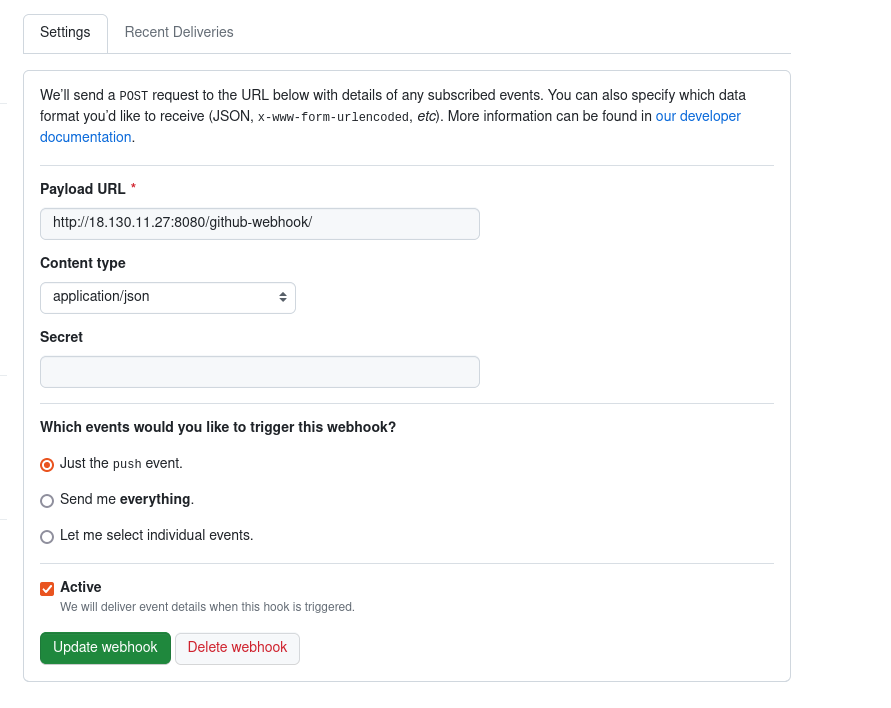 Settings
Recent Deliveries
We'll send a POST request to the URL below with details of any subscribed events. You can also specify which data
format you'd like to receive (JSON, x-www-form-urlencoded, etc). More information can be found in our developer
documentation.
Payload URL *
http://18.130.11.27:8080/github-webhook/
Content type
application/json
Secret
Which events would you like to trigger this webhook?
Just the push event.
Send me everything.
Let me select individual events.
Active
We will deliver event details when this hook is triggered.
Update webhook
Delete webhook